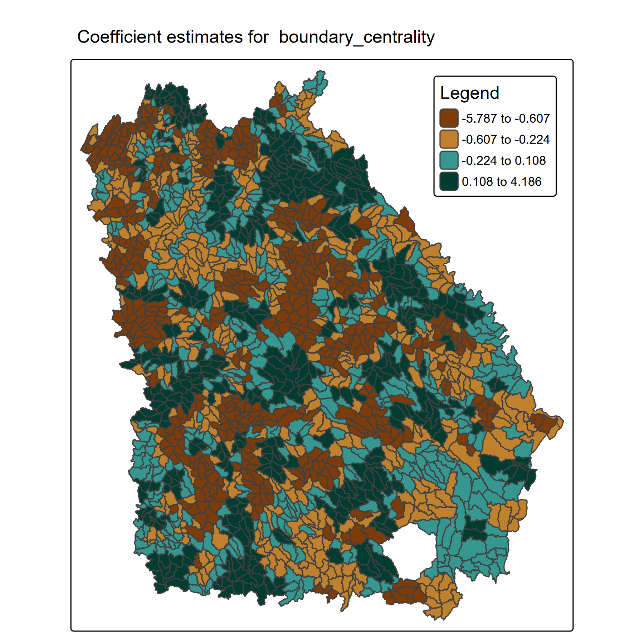 Coefficient estimates for  boundary_centrality
Legend
-5.787 to -0.607
-0.607 to -0.224
-0.224 to 0.108
0.108 to 4.186